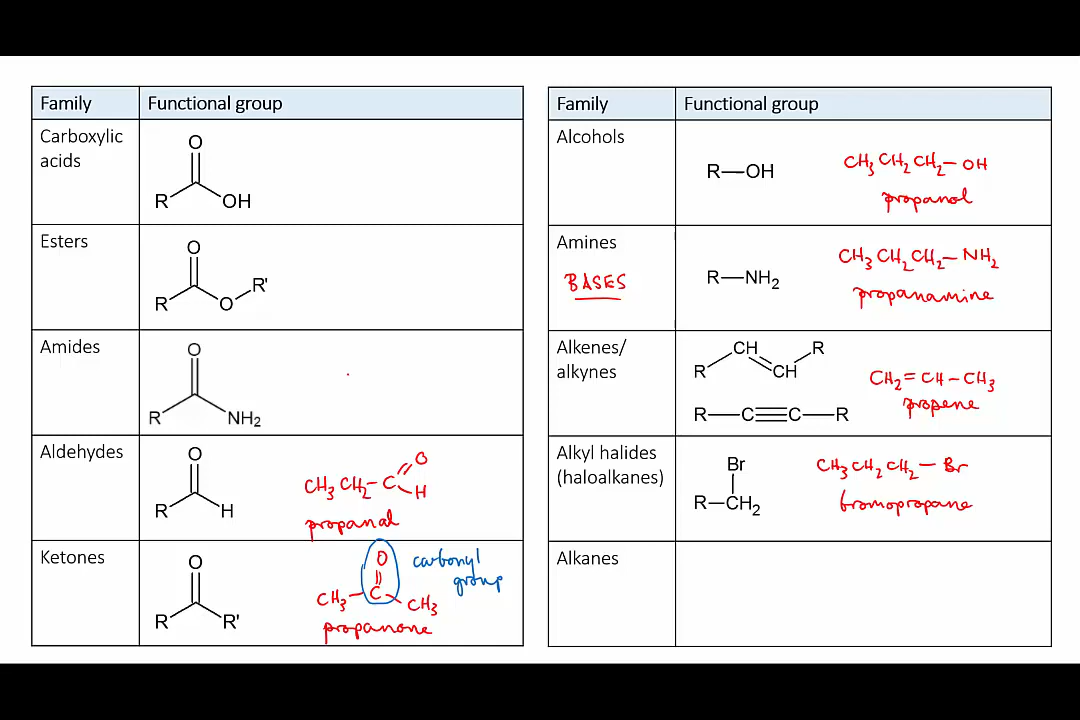 Family Functional group
Carboxylic
acids
O
R OH
Esters
O
R O R'
Amides
O
R NH₂
Aldehydes
O
R H
CH₃ CH₂–C O
H
propanal
Ketones
O
R R'
O
CH₃–C CH₃
propanone
carbonyl
group
Family Functional group
Alcohols
R—OH
CH₃ CH₂ CH₂–OH
propanol
Amines
BASES
R—NH₂
CH₃ CH₂ CH₂–NH₂
propanamine
Alkenes/
alkynes
CH R
R CH
R—C≡C—R
CH₂=CH–CH₃
propene
Alkyl halides
(haloalkanes)
Br
R—CH₂
CH₃ CH₂ CH₂–Br
bromopropane
Alkanes